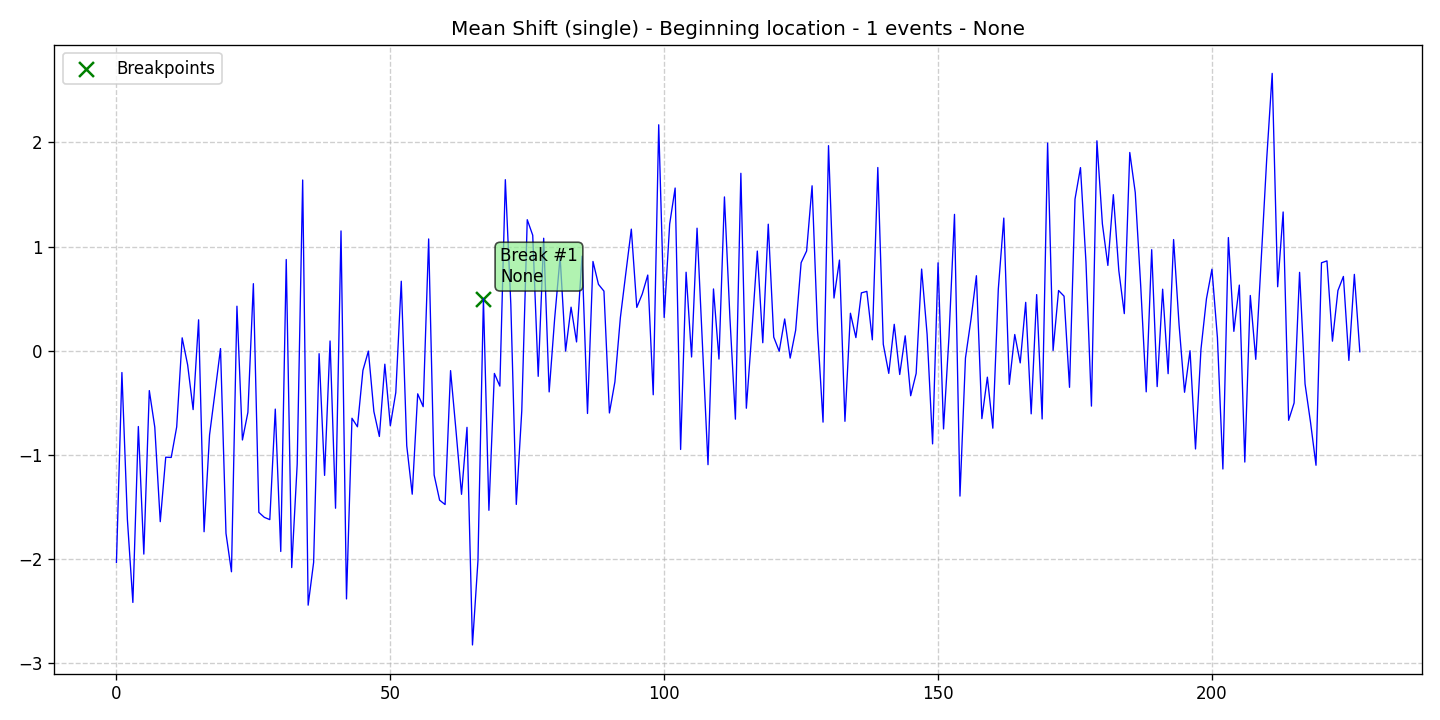 Mean Shift (single) - Beginning location - 1 events - None
Breakpoints
Break #1
None
2
1
0
−1
−2
−3
0
50
100
150
200